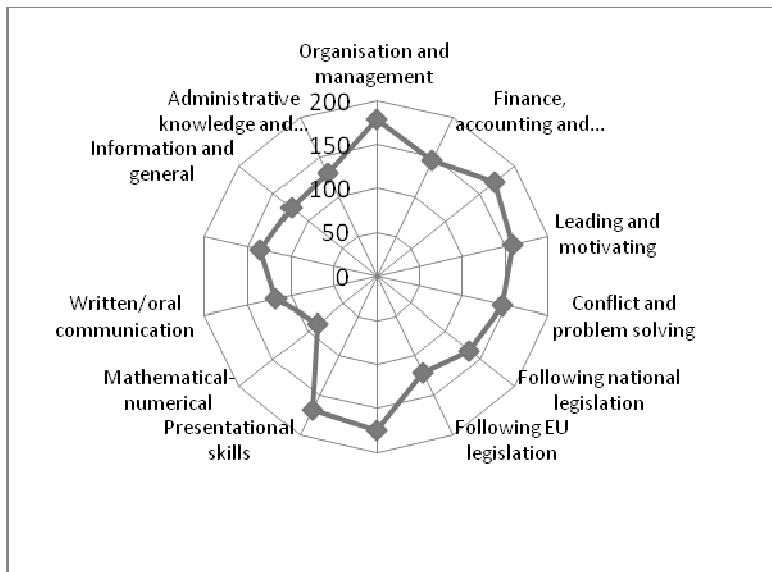 Organisation and
management
Finance,
accounting and...
Leading and
motivating
Conflict and
problem solving
Following national
legislation
Following EU
legislation
Presentational
skills
Mathematical-
numerical
Written/oral
communication
Information and
general
Administrative
knowledge and...
200
150
100
50
0